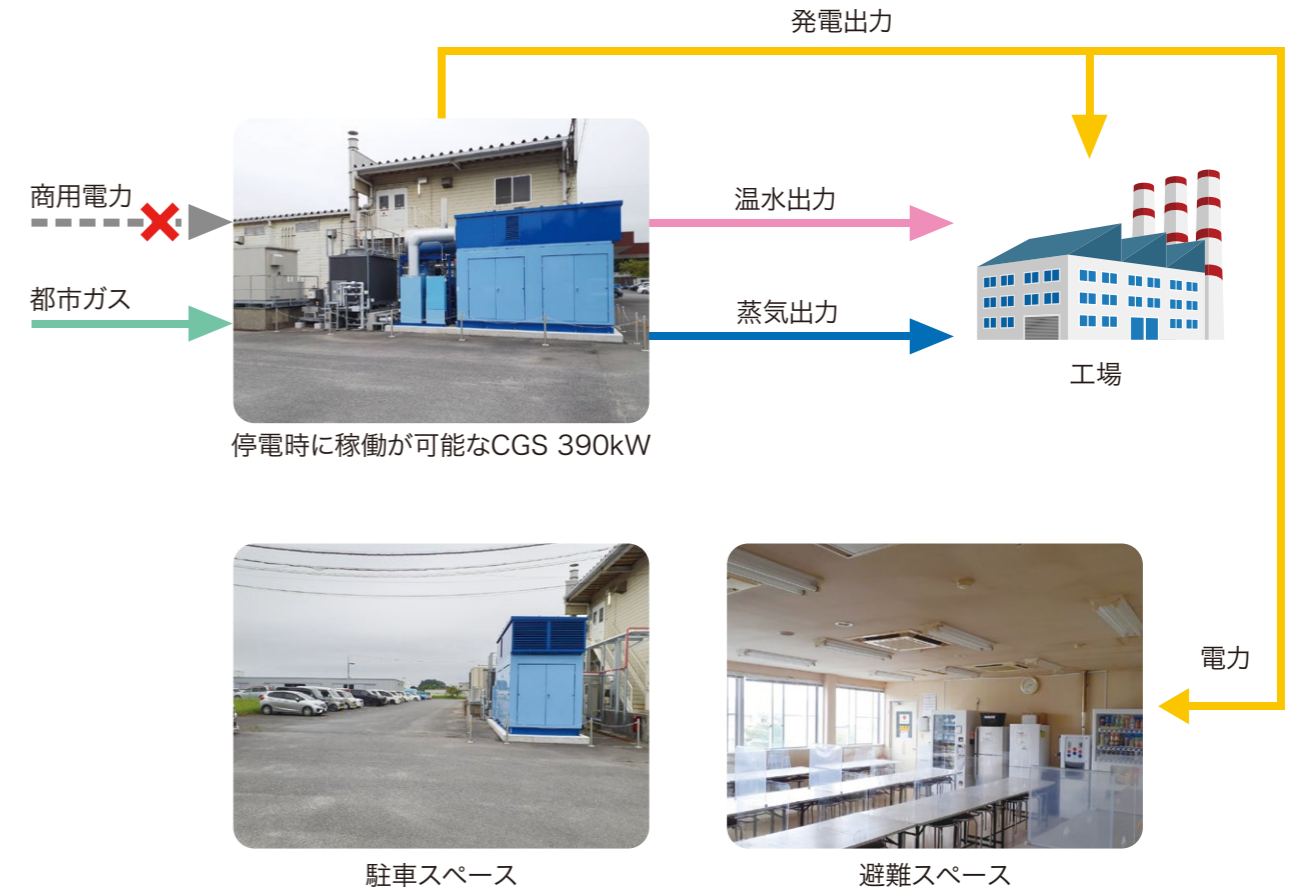 発電出力
商用電力
温水出力
都市ガス
蒸気出力
工場
停電時に稼働が可能なCGS 390kW
電力
駐車スペース
避難スペース